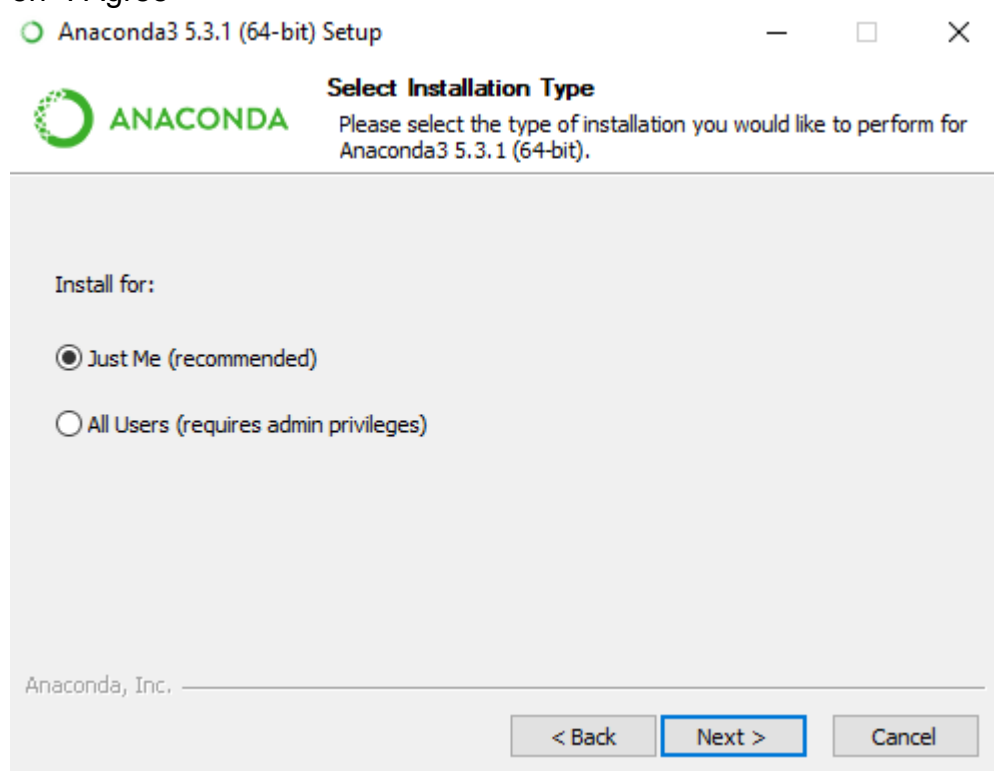 Anaconda3 5.3.1 (64-bit) Setup
ANACONDA
Select Installation Type
Please select the type of installation you would like to perform for
Anaconda3 5.3.1 (64-bit).
Install for:
Just Me (recommended)
All Users (requires admin privileges)
Anaconda, Inc.
< Back
Next >
Cancel